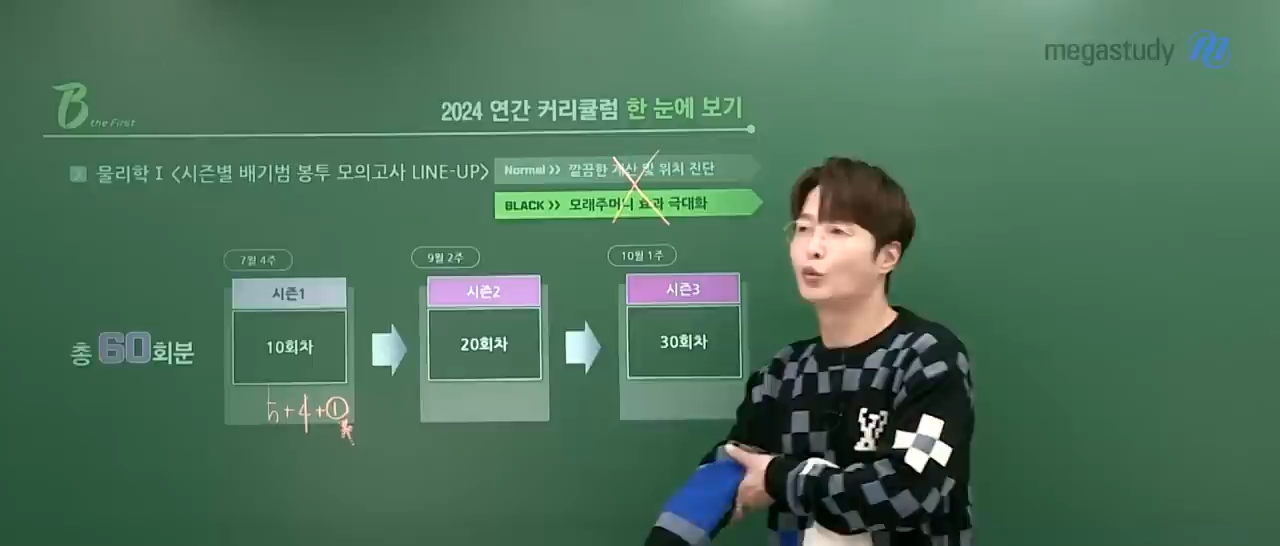 megastudy
B
the First
2024 연간 커리큘럼 한 눈에 보기
물리학 I <시즌별 배기범 봉투 모의고사 LINE-UP>
Normal >> 깔끔한 개산 및 위치 진단
BLACK >> 모래주머니 효과 극대화
7월 4주
9월 2주
10월 1주
시즌1
시즌2
시즌3
총 60회분
10회차
20회차
30회차
5+4+①